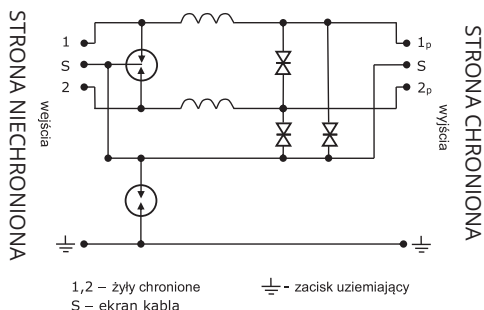 STRONA NIECHRONIONA
wejścia
1
S
2
1p
S
2p
wyjścia
STRONA CHRONIONA
1,2 – żyły chronione
S – ekran kabla
- zacisk uziemiający